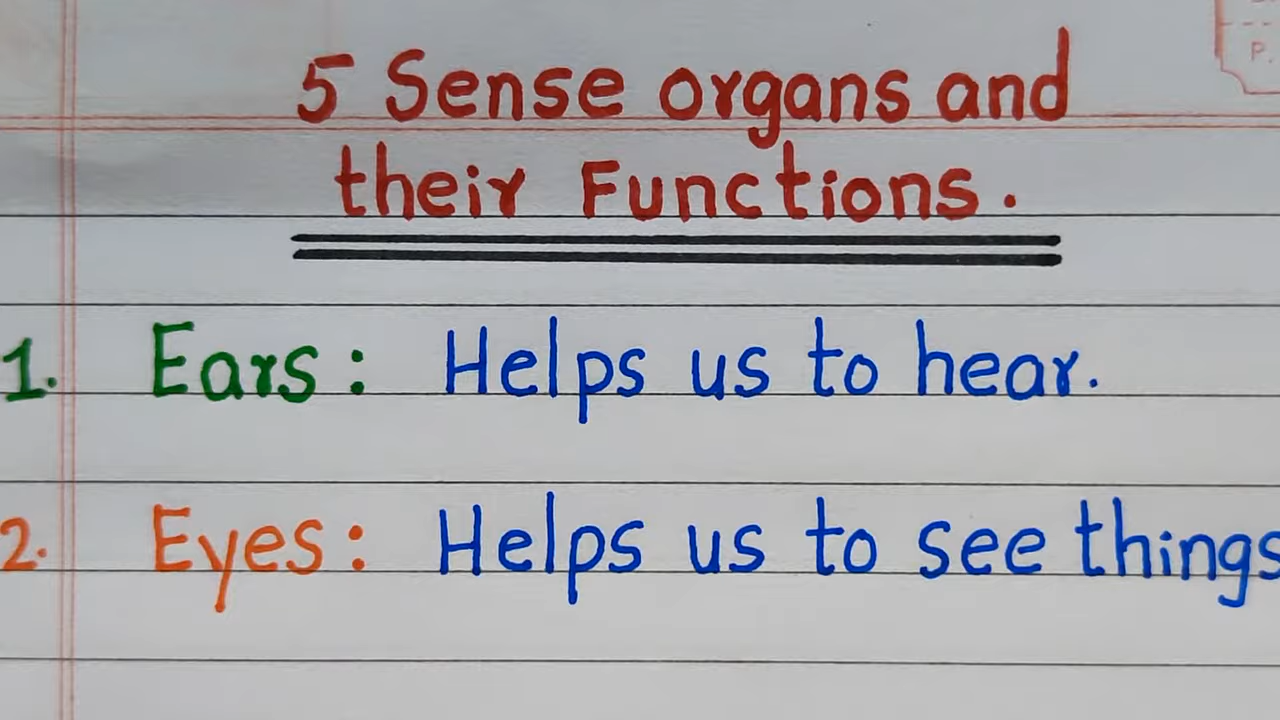 5 Sense organs and
their Functions.
1. Ears: Helps us to hear.
2. Eyes: Helps us to see things